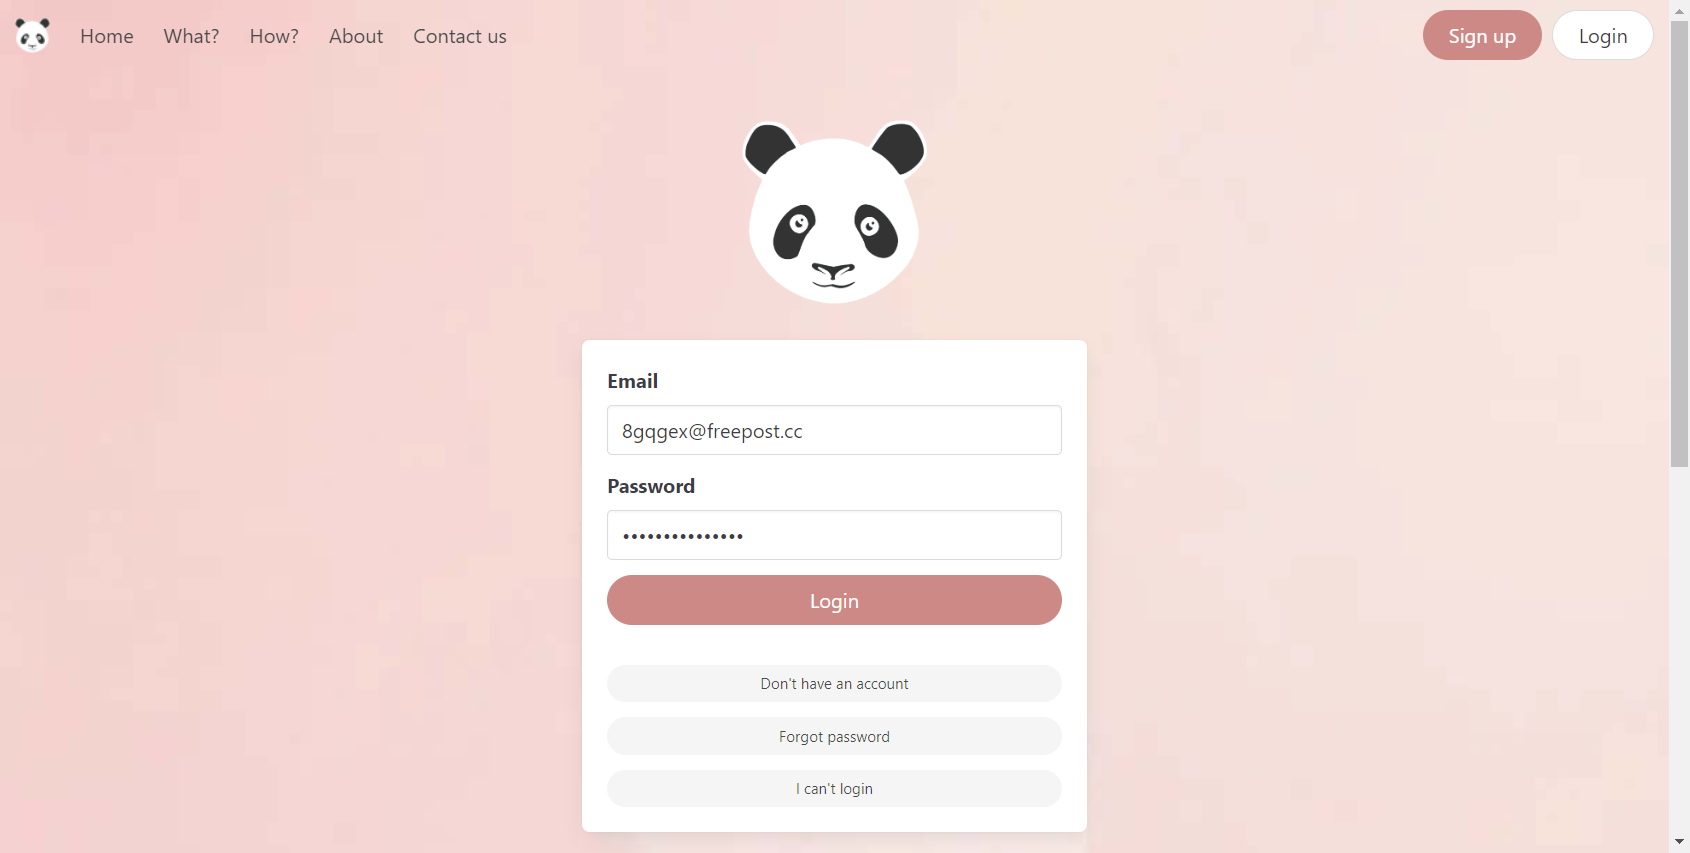 Home What? How? About Contact us Sign up Login
Email
8gqgex@freepost.cc
Password
•••••••••••••••
Login
Don't have an account
Forgot password
I can't login